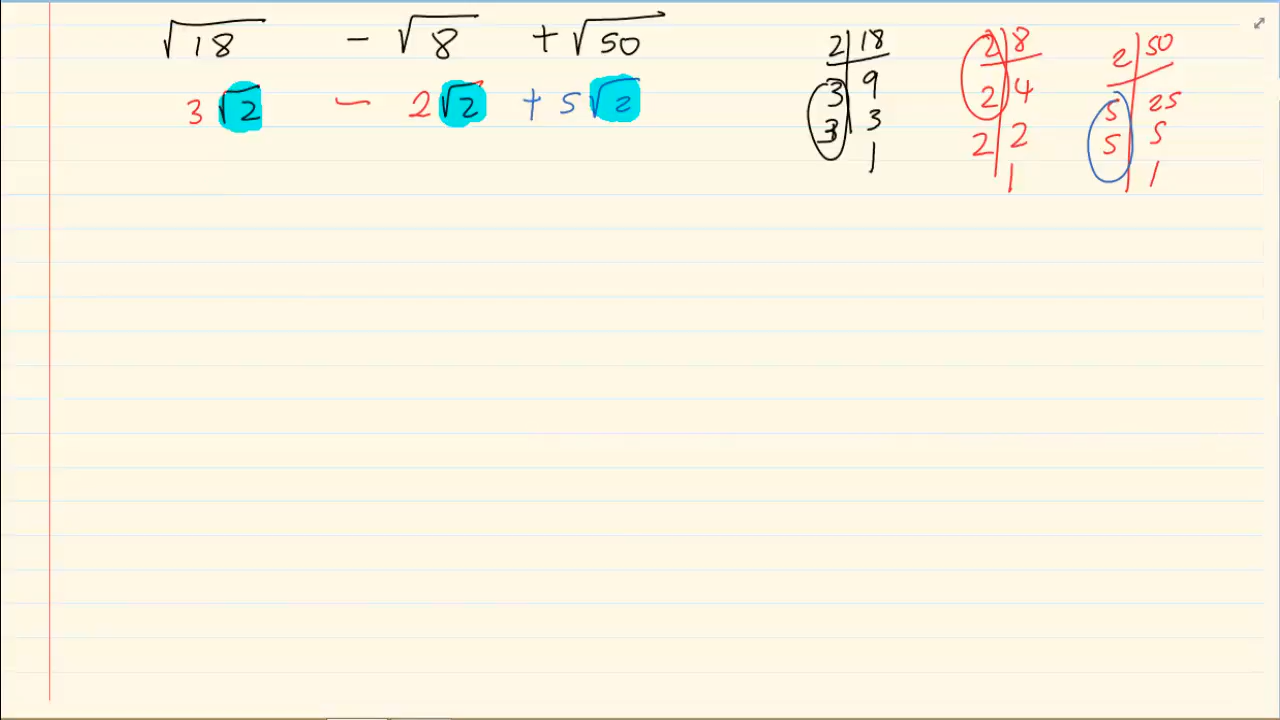 √18 - √8 + √50
3√2 - 2√2 + 5√2
2 | 18
3 | 9
3 | 3
1
2 | 8
2 | 4
2 | 2
1
2 | 50
5 | 25
5 | 5
1